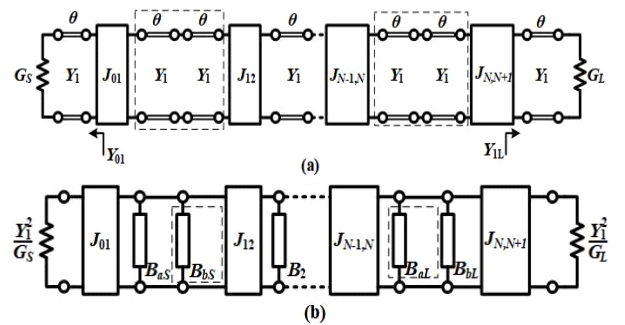 θ θ θ θ θ θ θ
G_S Y_1 J_01 Y_1 Y_1 J_12 Y_1 J_N-1,N Y_1 Y_1 J_N,N+1 Y_1 G_L
Y_01 Y_1L
(a)
Y_1^2/G_S J_01 B_aS B_bS J_12 B_2 J_N-1,N B_aL B_bL J_N,N+1 Y_1^2/G_L
(b)